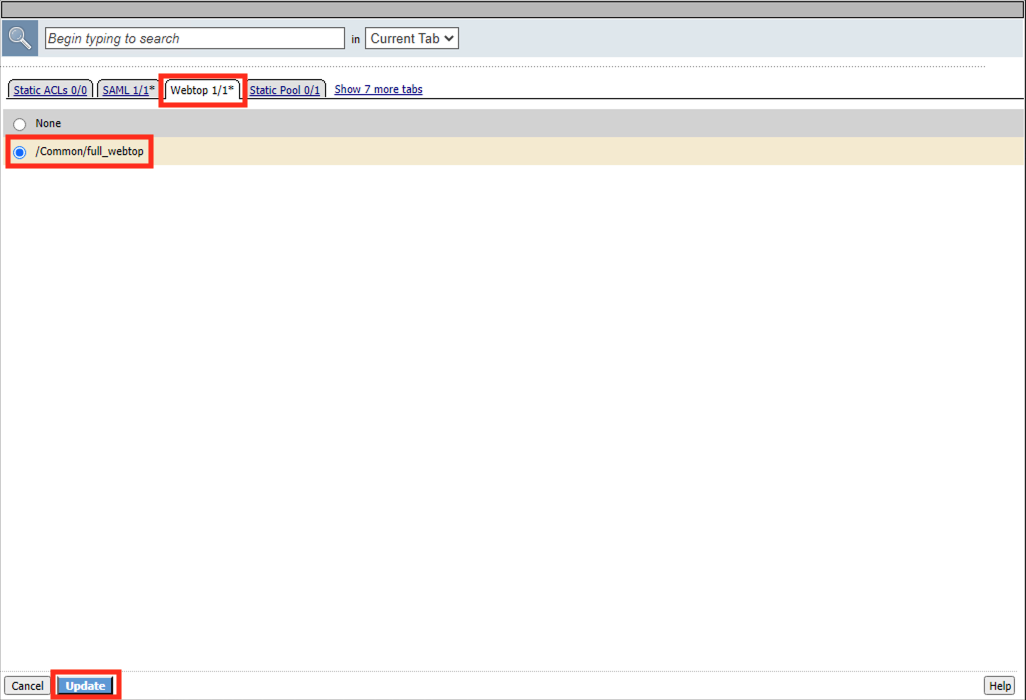 Begin typing to search in Current Tab
Static ACLs 0/0 SAML 1/1* Webtop 1/1* Static Pool 0/1 Show 7 more tabs
None
/Common/full_webtop
Cancel Update Help